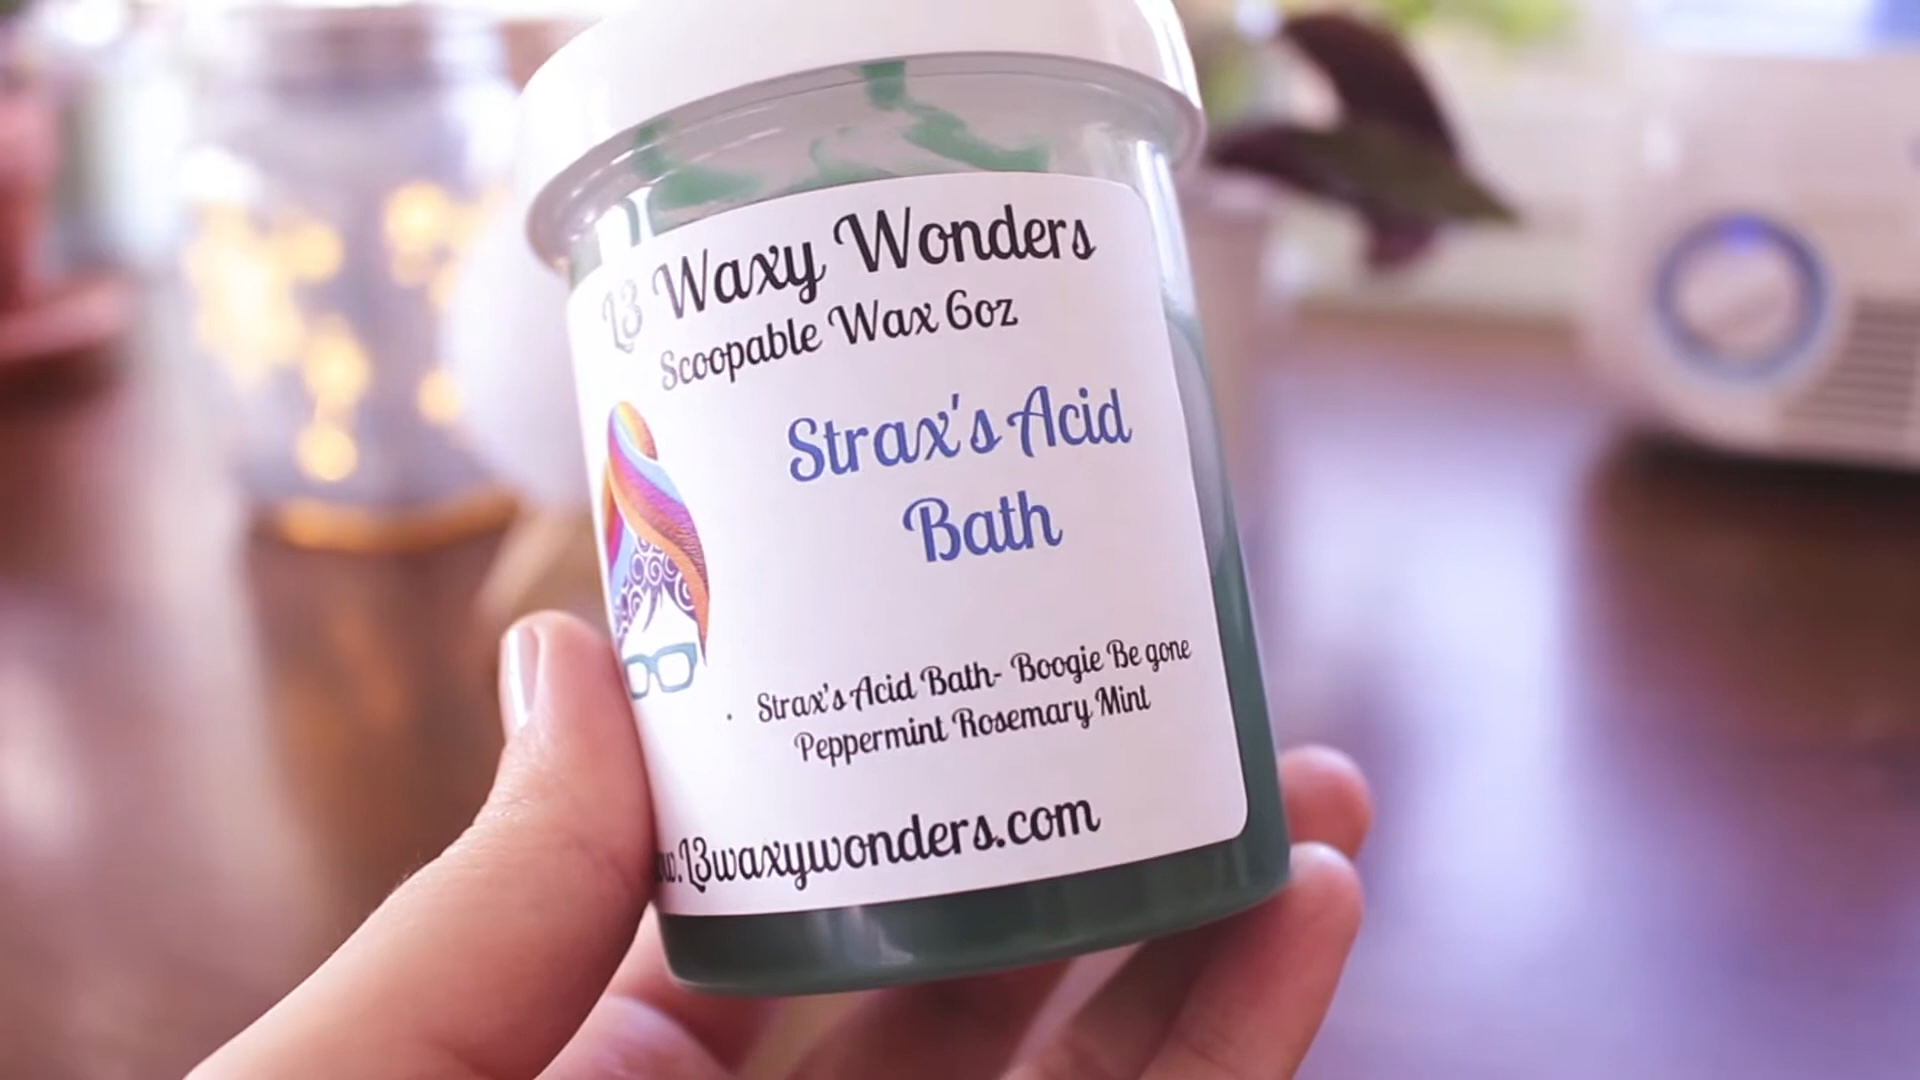 L3 Waxy Wonders
Scoopable Wax 6oz
Strax's Acid
Bath
. Strax's Acid Bath- Boogie Be gone
Peppermint Rosemary Mint
w.L3waxywonders.com